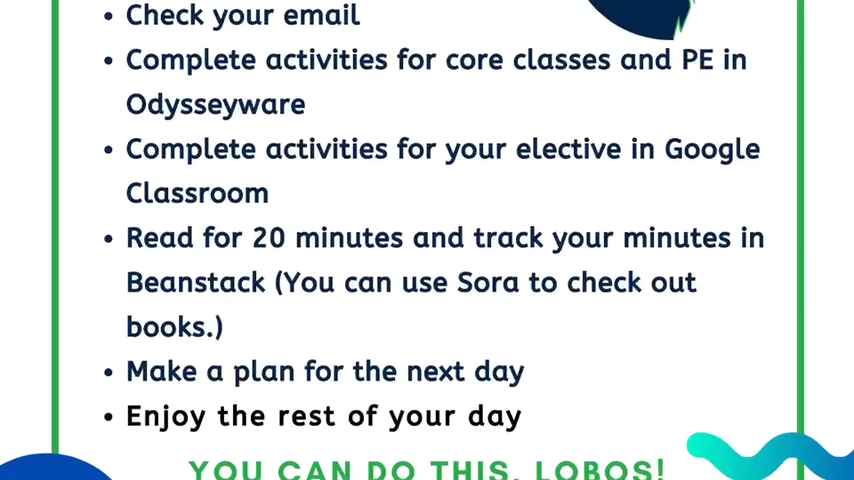 • Check your email
• Complete activities for core classes and PE in
Odysseyware
• Complete activities for your elective in Google
Classroom
• Read for 20 minutes and track your minutes in
Beanstack (You can use Sora to check out
books.)
• Make a plan for the next day
• Enjoy the rest of your day
YOU CAN DO THIS, LOBOS!